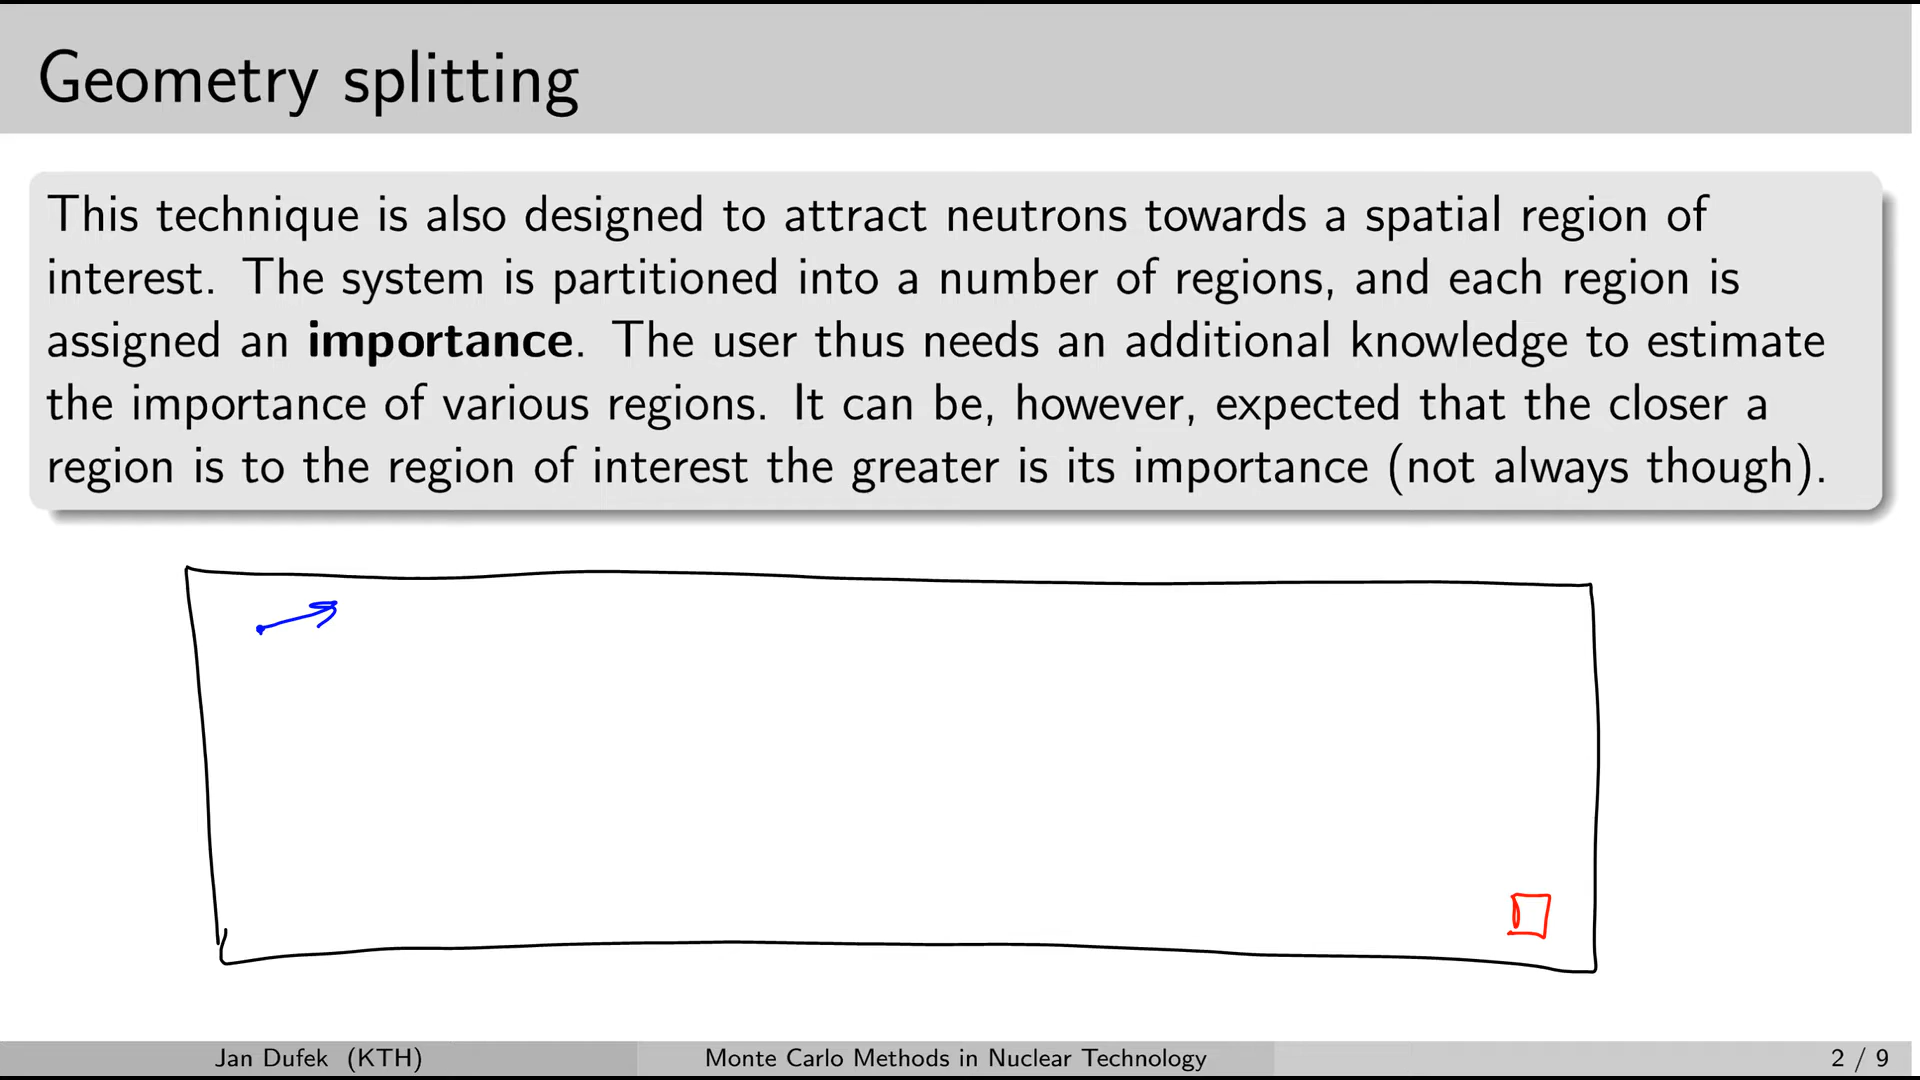 Geometry splitting
This technique is also designed to attract neutrons towards a spatial region of
interest. The system is partitioned into a number of regions, and each region is
assigned an importance. The user thus needs an additional knowledge to estimate
the importance of various regions. It can be, however, expected that the closer a
region is to the region of interest the greater is its importance (not always though).
Jan Dufek (KTH)
Monte Carlo Methods in Nuclear Technology
2 / 9